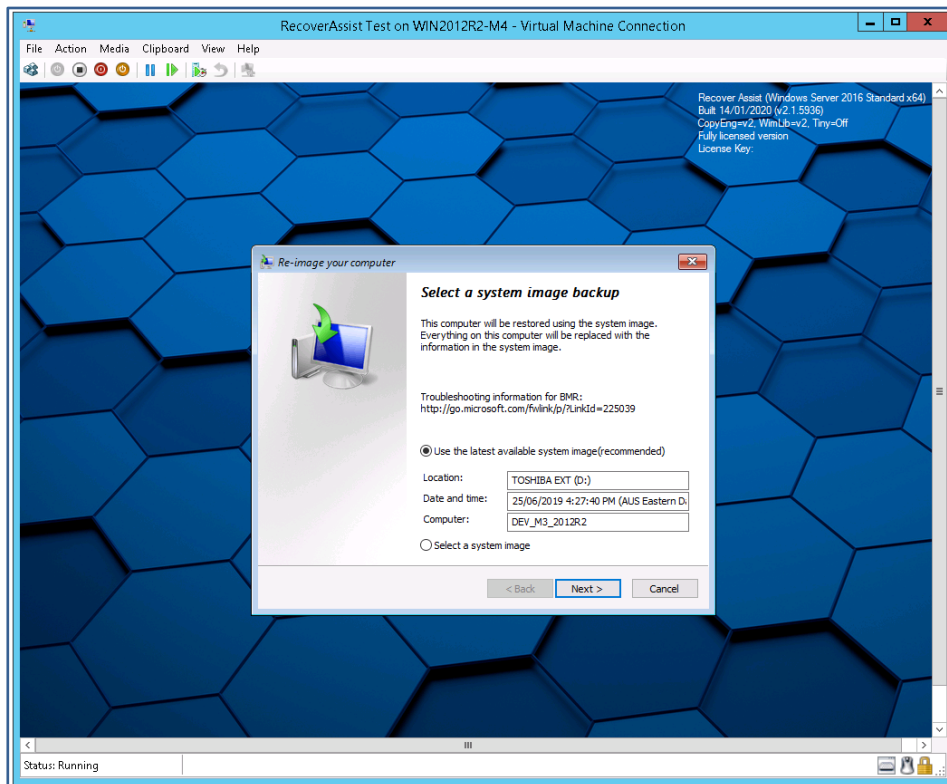 RecoverAssist Test on WIN2012R2-M4 - Virtual Machine Connection
File Action Media Clipboard View Help
Recover Assist (Windows Server 2016 Standard x64)
Built 14/01/2020 (v2.1.5936)
CopyEng=v2, WimLib=v2, Tiny=Off
Fully licensed version
License Key:
Re-image your computer
Select a system image backup
This computer will be restored using the system image.
Everything on this computer will be replaced with the
information in the system image.
Troubleshooting information for BMR:
http://go.microsoft.com/fwlink/p/?LinkId=225039
Use the latest available system image(recommended)
Location: TOSHIBA EXT (D:)
Date and time: 25/06/2019 4:27:40 PM (AUS Eastern D
Computer: DEV_M3_2012R2
Select a system image
< Back Next > Cancel
Status: Running